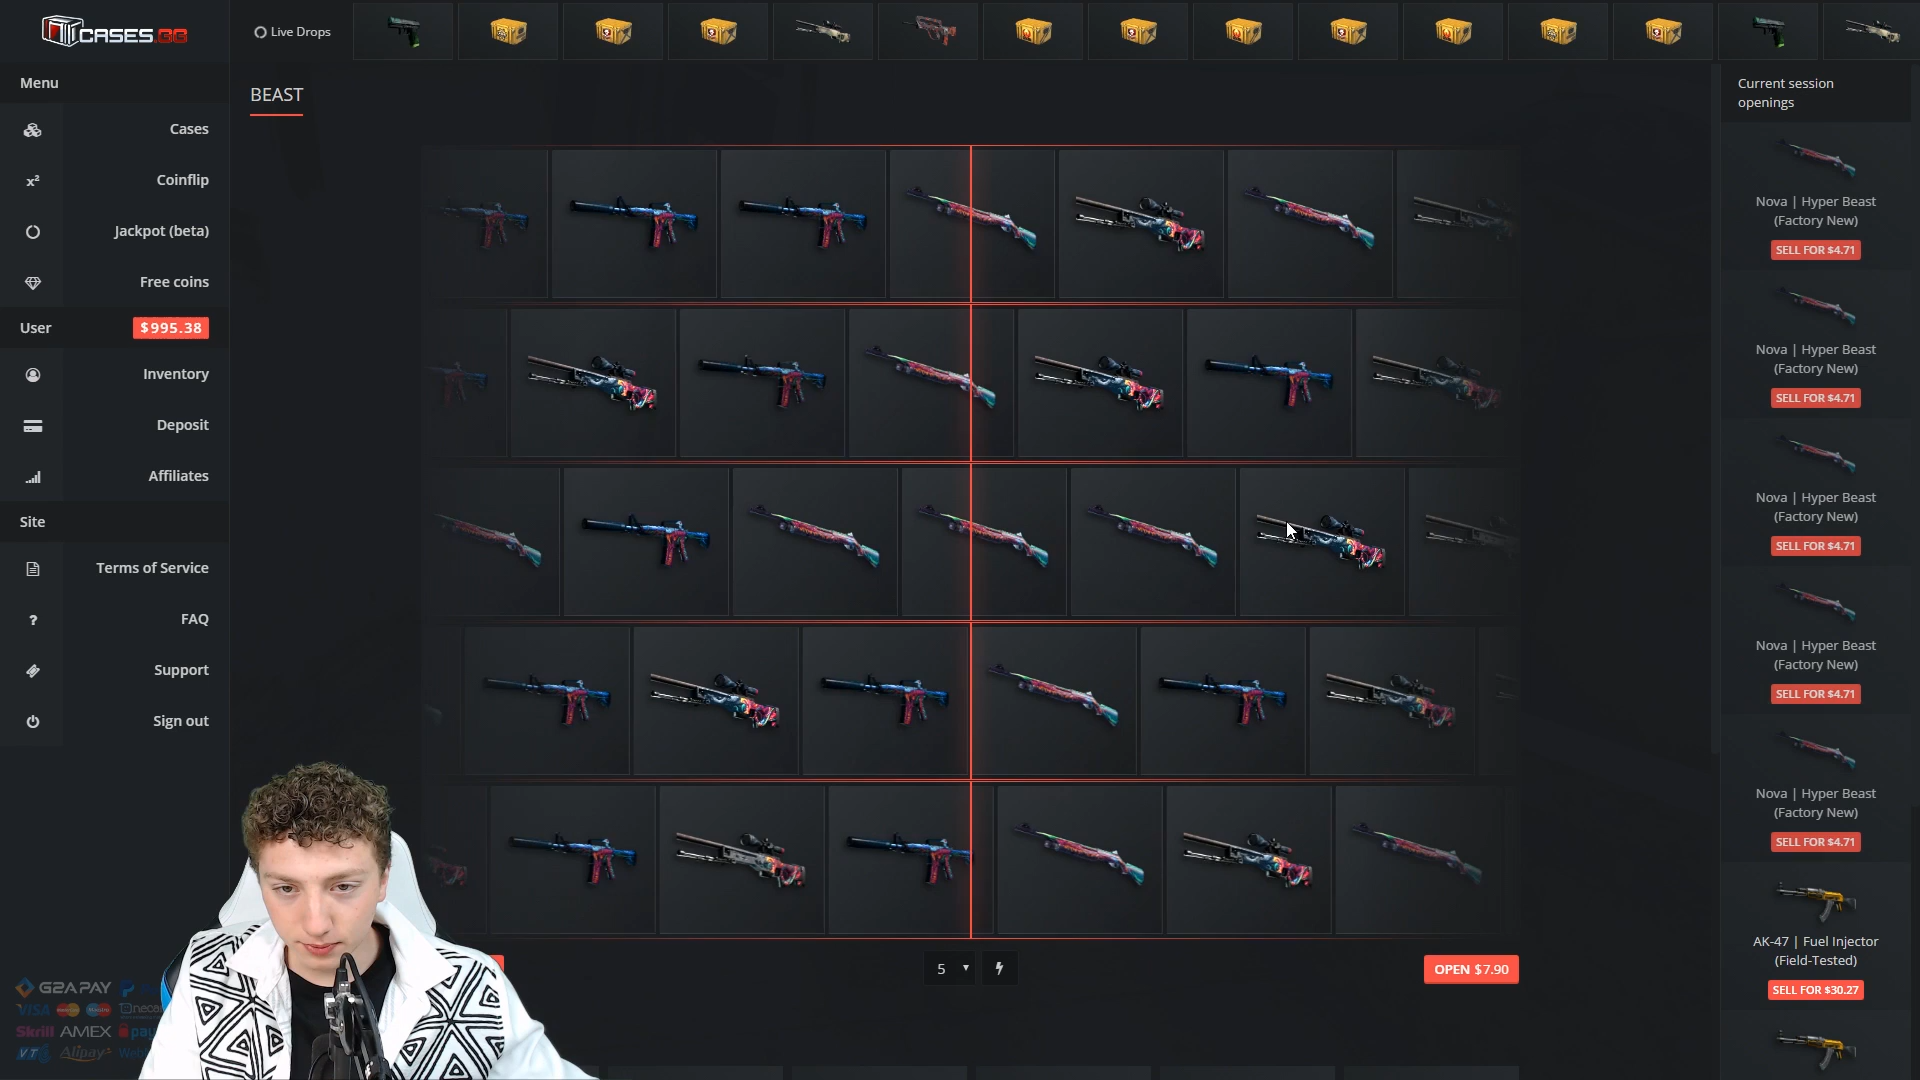 CASES.GG
Live Drops
Menu
Cases
x²
Coinflip
Jackpot (beta)
Free coins
User
$995.38
Inventory
Deposit
Affiliates
Site
Terms of Service
?
FAQ
Support
Sign out
G2A PAY
VISA
Skrill AMEX pay
Alipay
BEAST
5
OPEN $7.90
Current session
openings
Nova | Hyper Beast
(Factory New)
SELL FOR $4.71
Nova | Hyper Beast
(Factory New)
SELL FOR $4.71
Nova | Hyper Beast
(Factory New)
SELL FOR $4.71
Nova | Hyper Beast
(Factory New)
SELL FOR $4.71
Nova | Hyper Beast
(Factory New)
SELL FOR $4.71
AK-47 | Fuel Injector
(Field-Tested)
SELL FOR $30.27